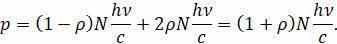 p = (1 − ρ)N hν/c + 2ρN hν/c = (1 + ρ)N hν/c.